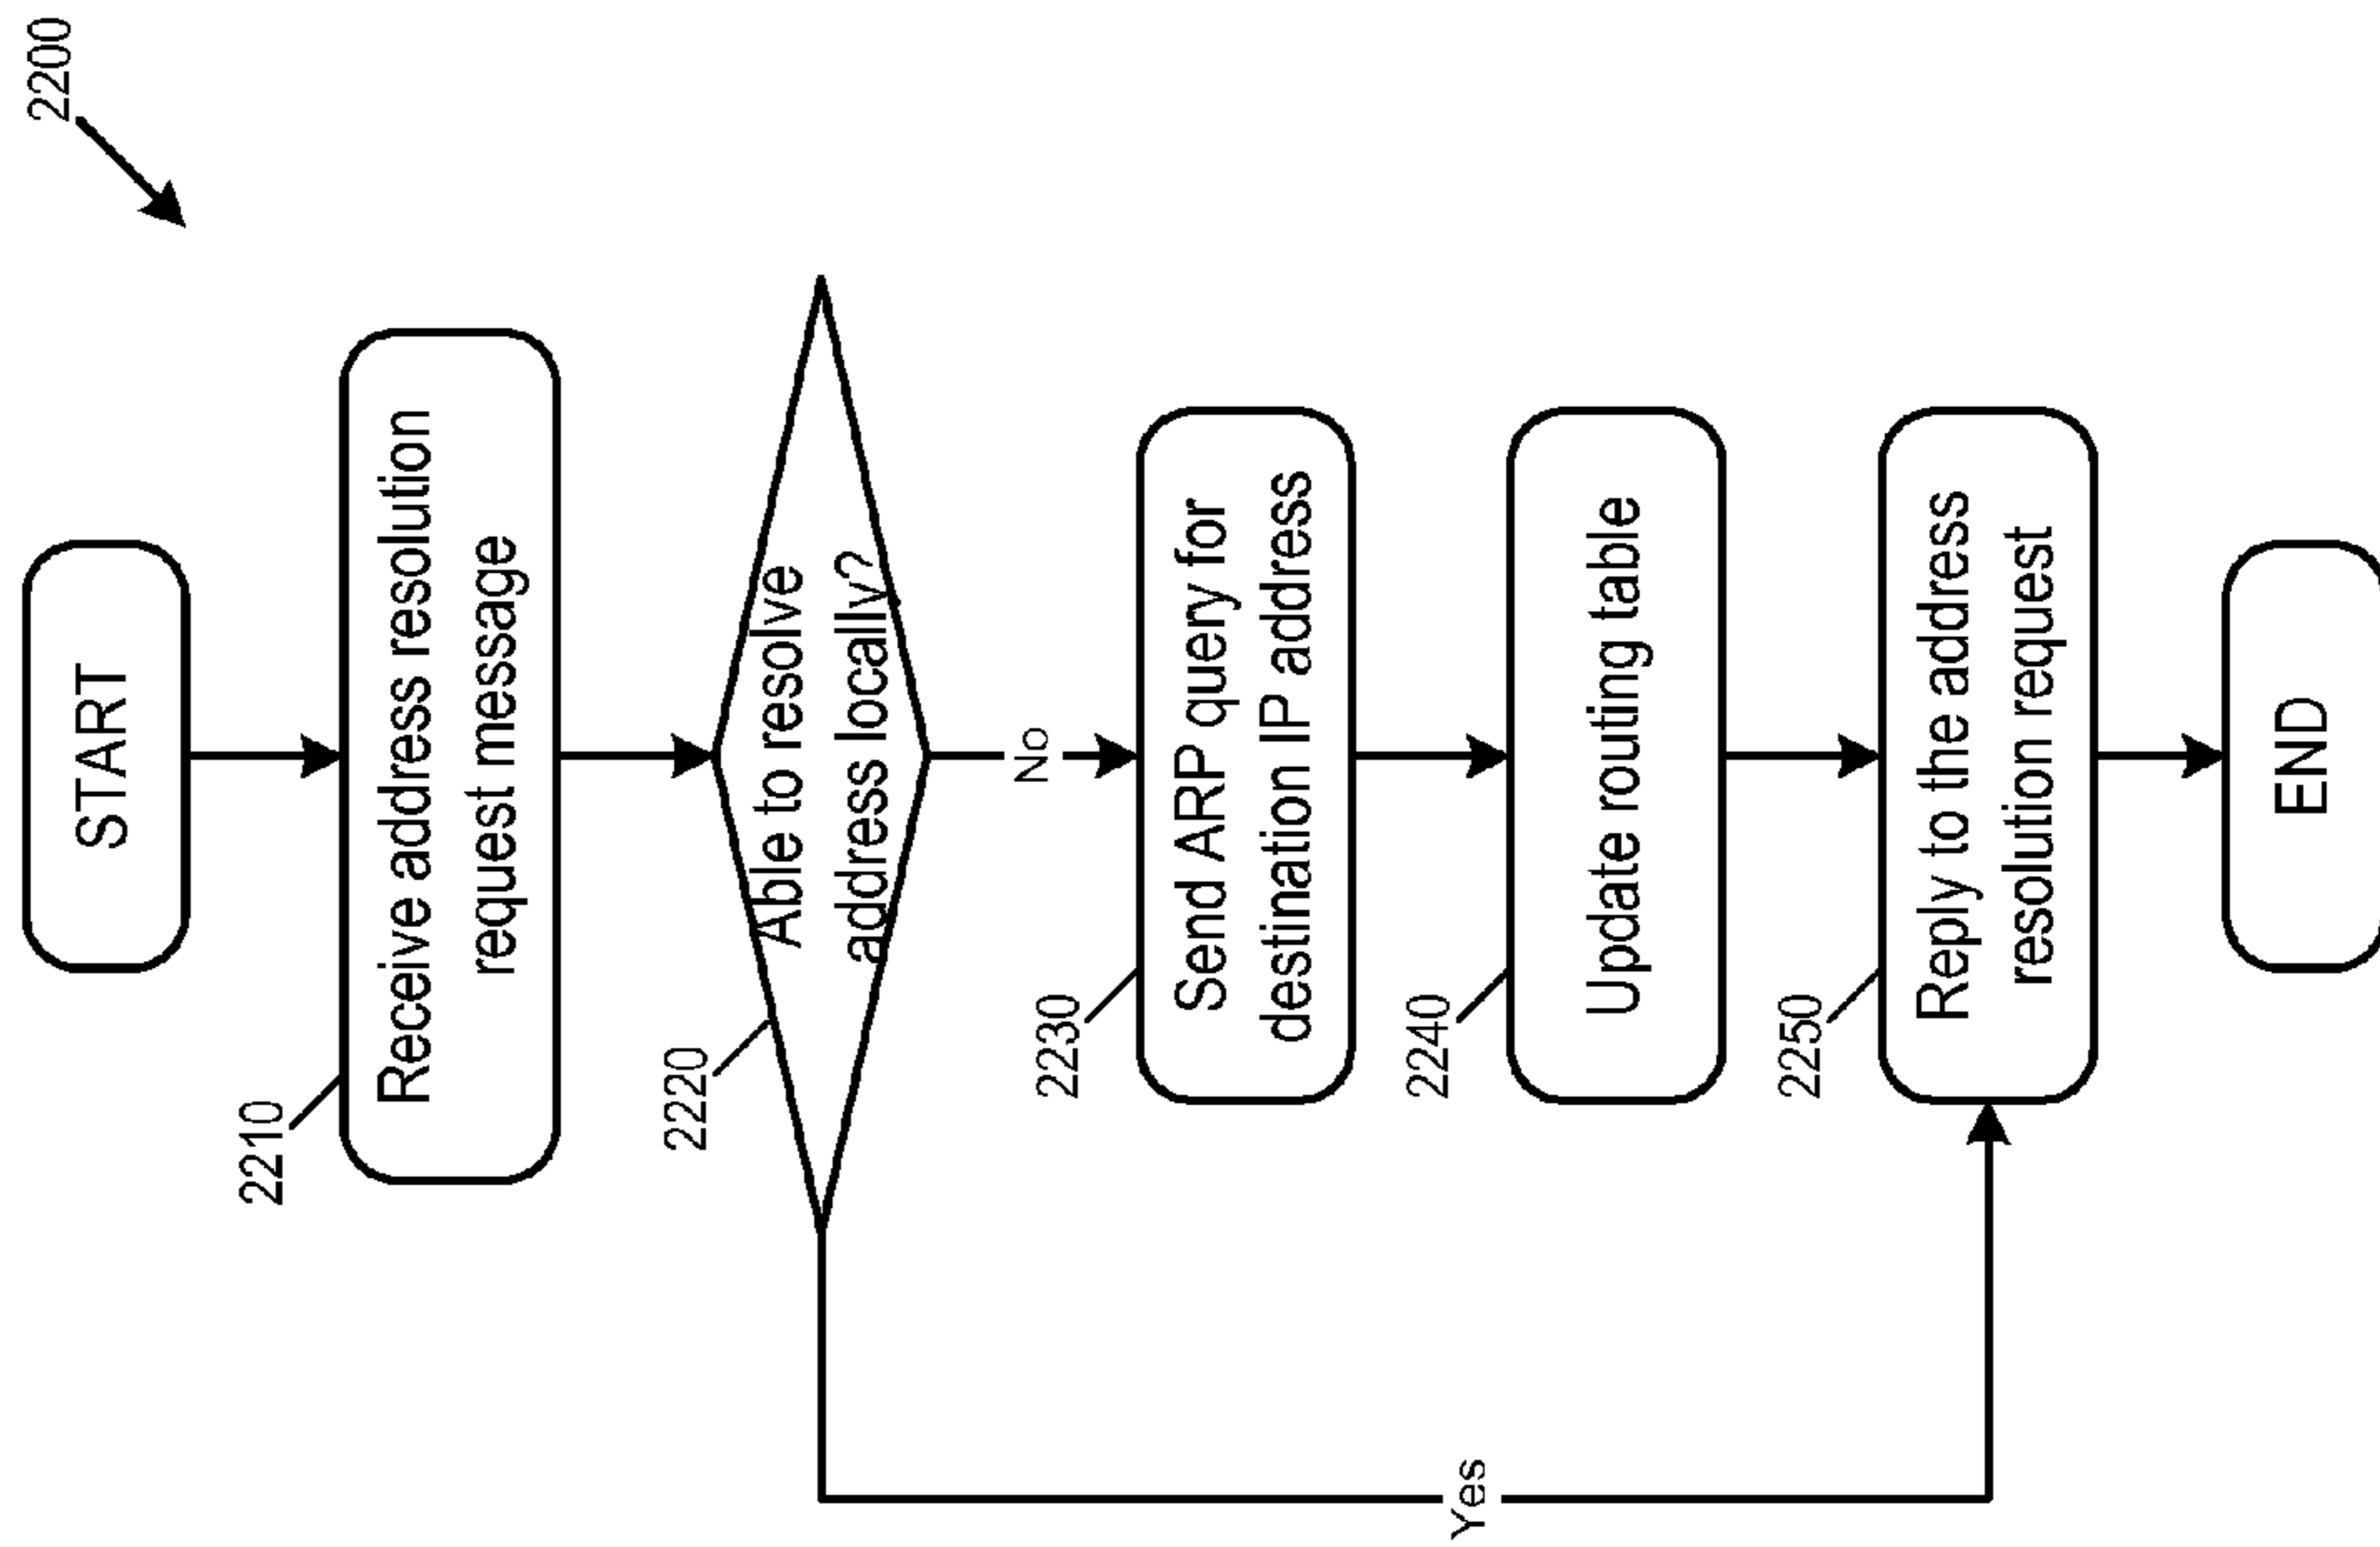 2200
START
2210
Receive address resolution
request message
2220
Able to resolve
address locally?
No
2230
Send ARP query for
destination IP address
2240
Update routing table
Yes
2250
Reply to the address
resolution request
END